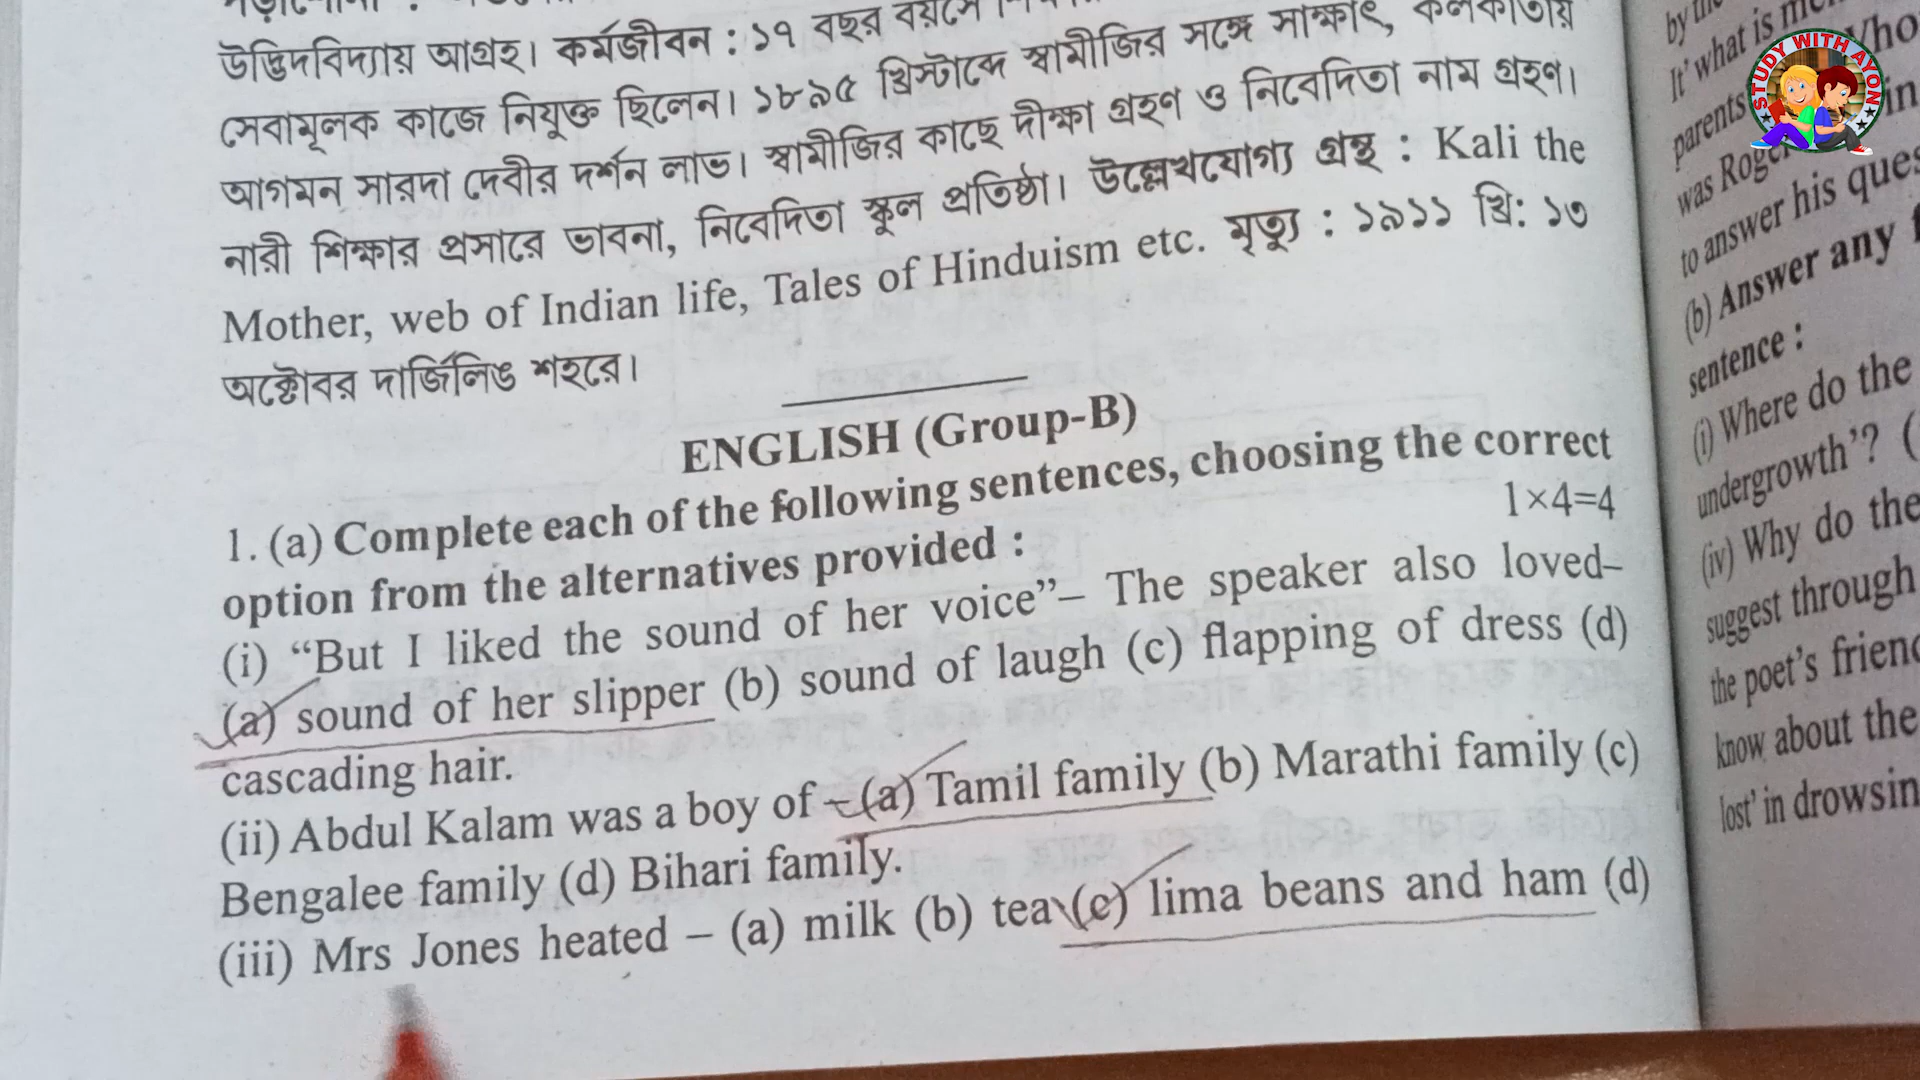 উদ্ভিদবিদ্যায় আগ্রহ। কর্মজীবন : ১৭ বছর বয়সে
সেবামূলক কাজে নিযুক্ত ছিলেন। ১৮৯৫ খ্রিস্টাব্দে স্বামীজির সঙ্গে সাক্ষাৎ, কলকাতায়
আগমন সারদা দেবীর দর্শন লাভ। স্বামীজির কাছে দীক্ষা গ্রহণ ও নিবেদিতা নাম গ্রহণ।
নারী শিক্ষার প্রসারে ভাবনা, নিবেদিতা স্কুল প্রতিষ্ঠা। উল্লেখযোগ্য গ্রন্থ : Kali the
Mother, web of Indian life, Tales of Hinduism etc. মৃত্যু : ১৯১১ খ্রি: ১৩
অক্টোবর দার্জিলিঙ শহরে।
ENGLISH (Group-B)
1. (a) Complete each of the following sentences, choosing the correct
option from the alternatives provided : 1×4=4
(i) “But I liked the sound of her voice”– The speaker also loved–
(a) sound of her slipper (b) sound of laugh (c) flapping of dress (d)
cascading hair.
(ii) Abdul Kalam was a boy of – (a) Tamil family (b) Marathi family (c)
Bengalee family (d) Bihari family.
(iii) Mrs Jones heated – (a) milk (b) tea (c) lima beans and ham (d)
It' what is
parents
was Roger
to answer his
(b) Answer any
sentence :
(i) Where do the
undergrowth’? (
(iv) Why do the
suggest through
the poet’s
know about the
lost’ in
STUDY WITH AYON